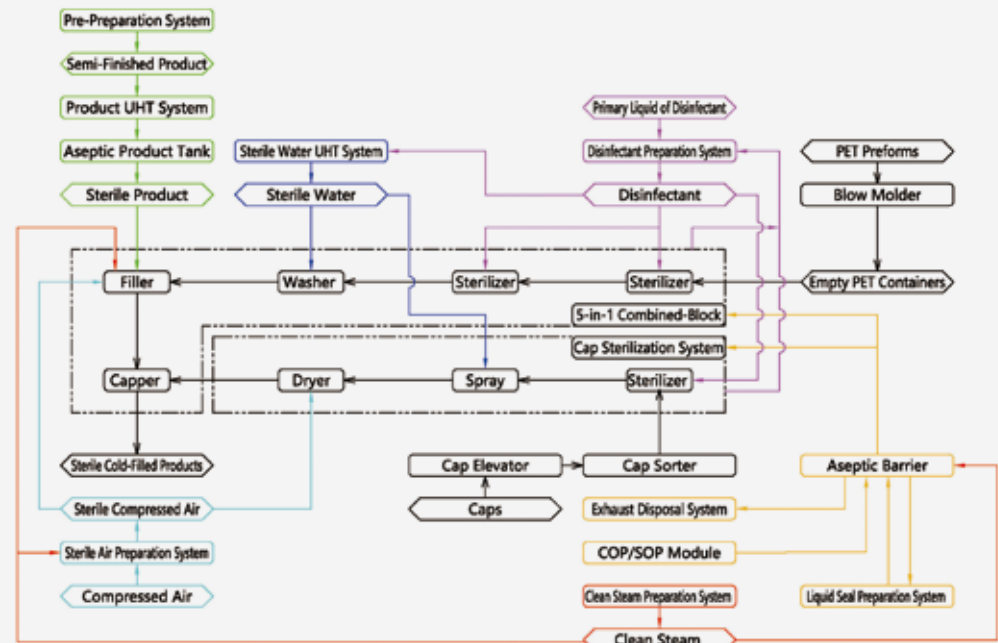 Pre-Preparation System
Semi-Finished Product
Product UHT System
Primary Liquid of Disinfectant
Aseptic Product Tank
Sterile Water UHT System
Disinfectant Preparation System
PET Preforms
Sterile Product
Sterile Water
Disinfectant
Blow Molder
Filler
Washer
Sterilizer
Sterilizer
Empty PET Containers
5-in-1 Combined-Block
Cap Sterilization System
Capper
Dryer
Spray
Sterilizer
Sterile Cold-Filled Products
Cap Elevator
Cap Sorter
Aseptic Barrier
Sterile Compressed Air
Caps
Exhaust Disposal System
Sterile Air Preparation System
COP/SOP Module
Compressed Air
Clean Steam Preparation System
Liquid Seal Preparation System
Clean Steam